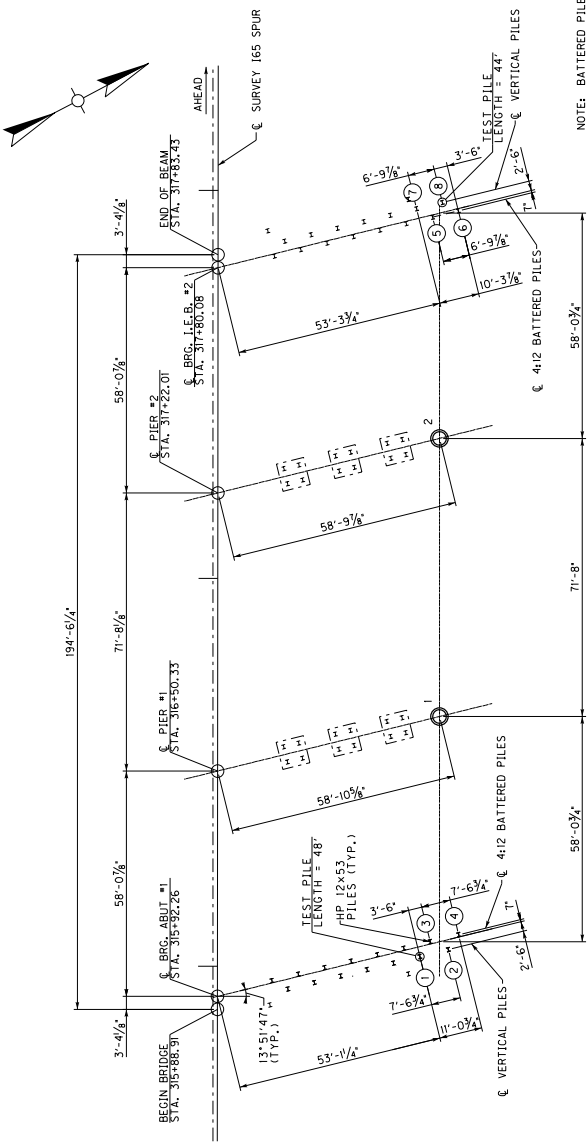 194'-6¼"
3'-4⅛"
58'-0⅞"
71'-8⅛"
58'-0⅞"
3'-4⅛"
BEGIN BRIDGE
STA. 315+88.91
℄ BRG. ABUT #1
STA. 315+92.26
℄ PIER #1
STA. 316+50.33
℄ PIER #2
STA. 317+22.01
℄ BRG. I.E.B. #2
STA. 317+80.08
END OF BEAM
STA. 317+83.43
AHEAD
℄ SURVEY I65 SPUR
13°51'47"
(TYP.)
53'-1¼"
58'-10⅝"
58'-9⅞"
53'-3¾"
TEST PILE
LENGTH = 48'
HP 12x53
PILES (TYP.)
3'-6"
7'-6¾"
1
2
3
4
7'-6¾"
11'-0¾"
2'-6"
7"
℄ VERTICAL PILES
℄ 4:12 BATTERED PILES
1
2
6'-9⅞"
3'-6"
7
8
5
6
TEST PILE
LENGTH = 44'
℄ VERTICAL PILES
2'-6"
7"
6'-9⅞"
10'-3⅞"
℄ 4:12 BATTERED PILES
58'-0¾"
71'-8"
58'-0¾"
NOTE: BATTERED PILE